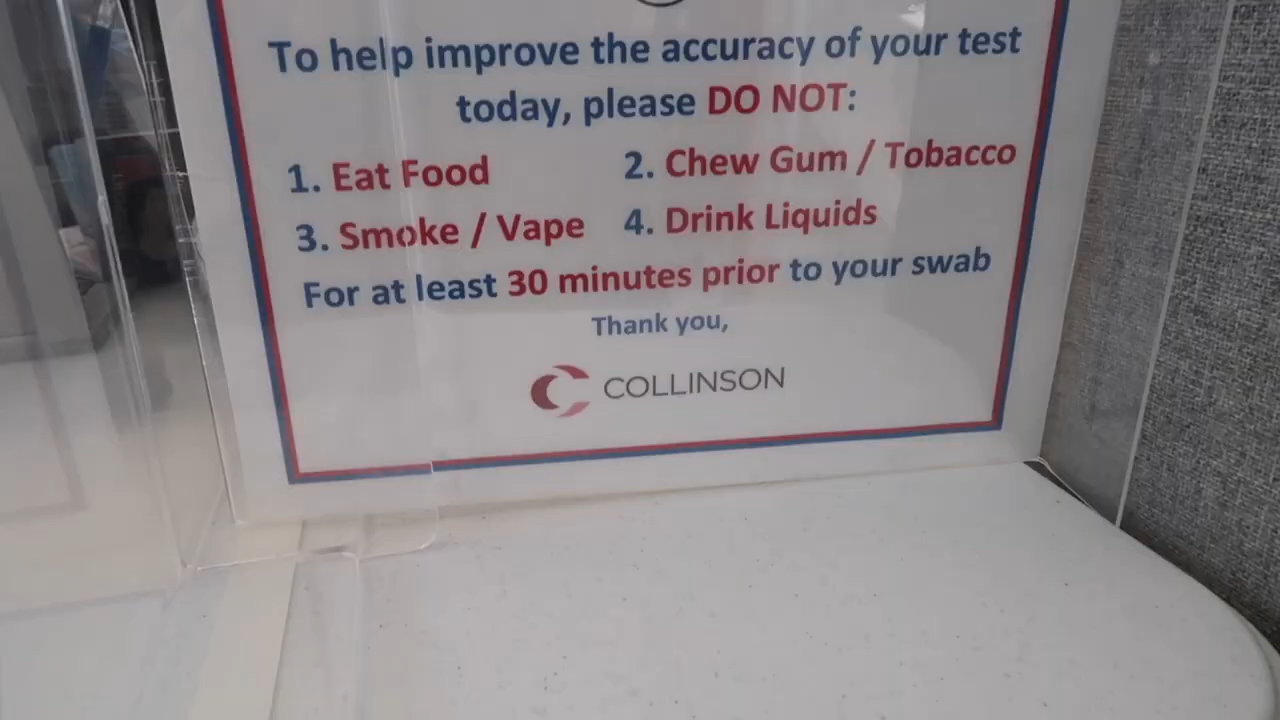 To help improve the accuracy of your test
today, please DO NOT:
1. Eat Food 2. Chew Gum / Tobacco
3. Smoke / Vape 4. Drink Liquids
For at least 30 minutes prior to your swab
Thank you,
COLLINSON